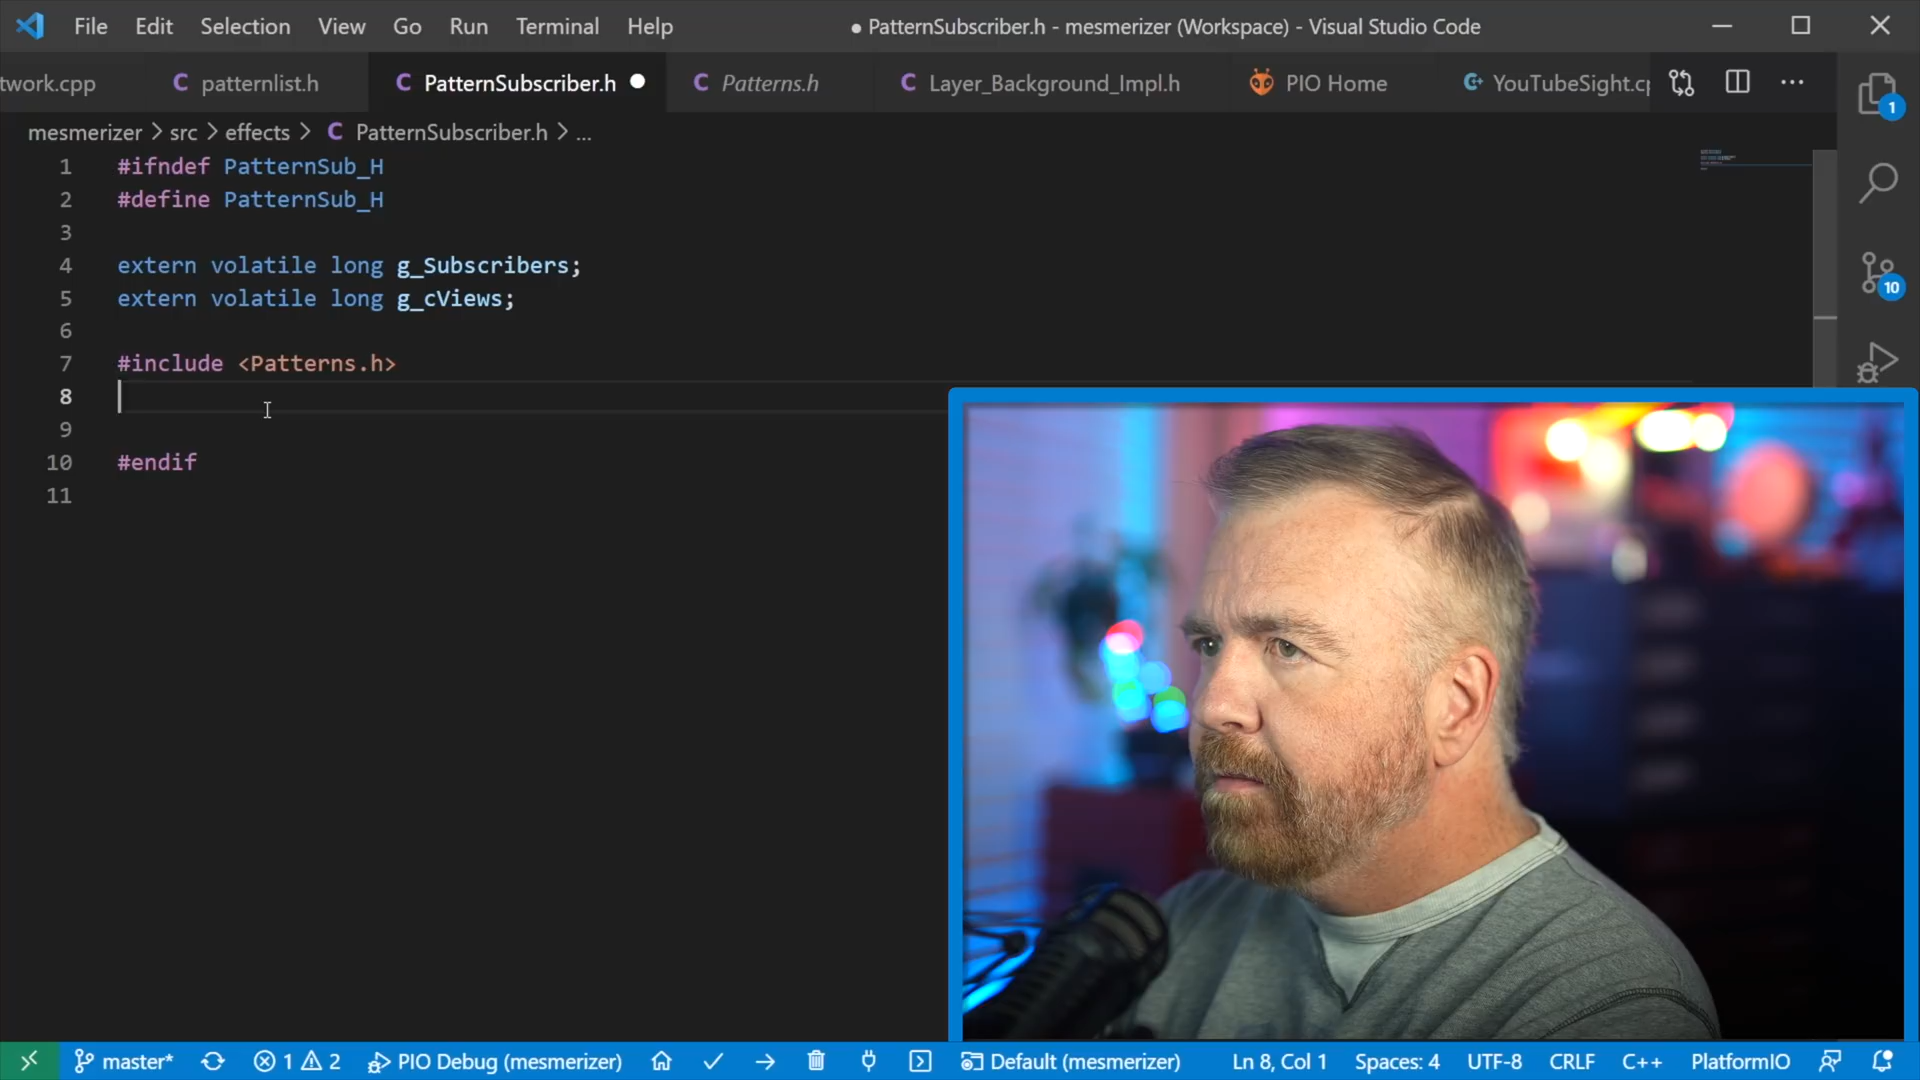 File Edit Selection View Go Run Terminal Help
● PatternSubscriber.h - mesmerizer (Workspace) - Visual Studio Code
twork.cpp
C patternlist.h
C PatternSubscriber.h
C Patterns.h
C Layer_Background_Impl.h
PIO Home
YouTubeSight.cp
mesmerizer > src > effects > C PatternSubscriber.h > ...
1 #ifndef PatternSub_H
2 #define PatternSub_H
3
4 extern volatile long g_Subscribers;
5 extern volatile long g_cViews;
6
7 #include <Patterns.h>
8
9
10 #endif
11
1
10
master* 1 2 PIO Debug (mesmerizer) Default (mesmerizer) Ln 8, Col 1 Spaces: 4 UTF-8 CRLF C++ PlatformIO